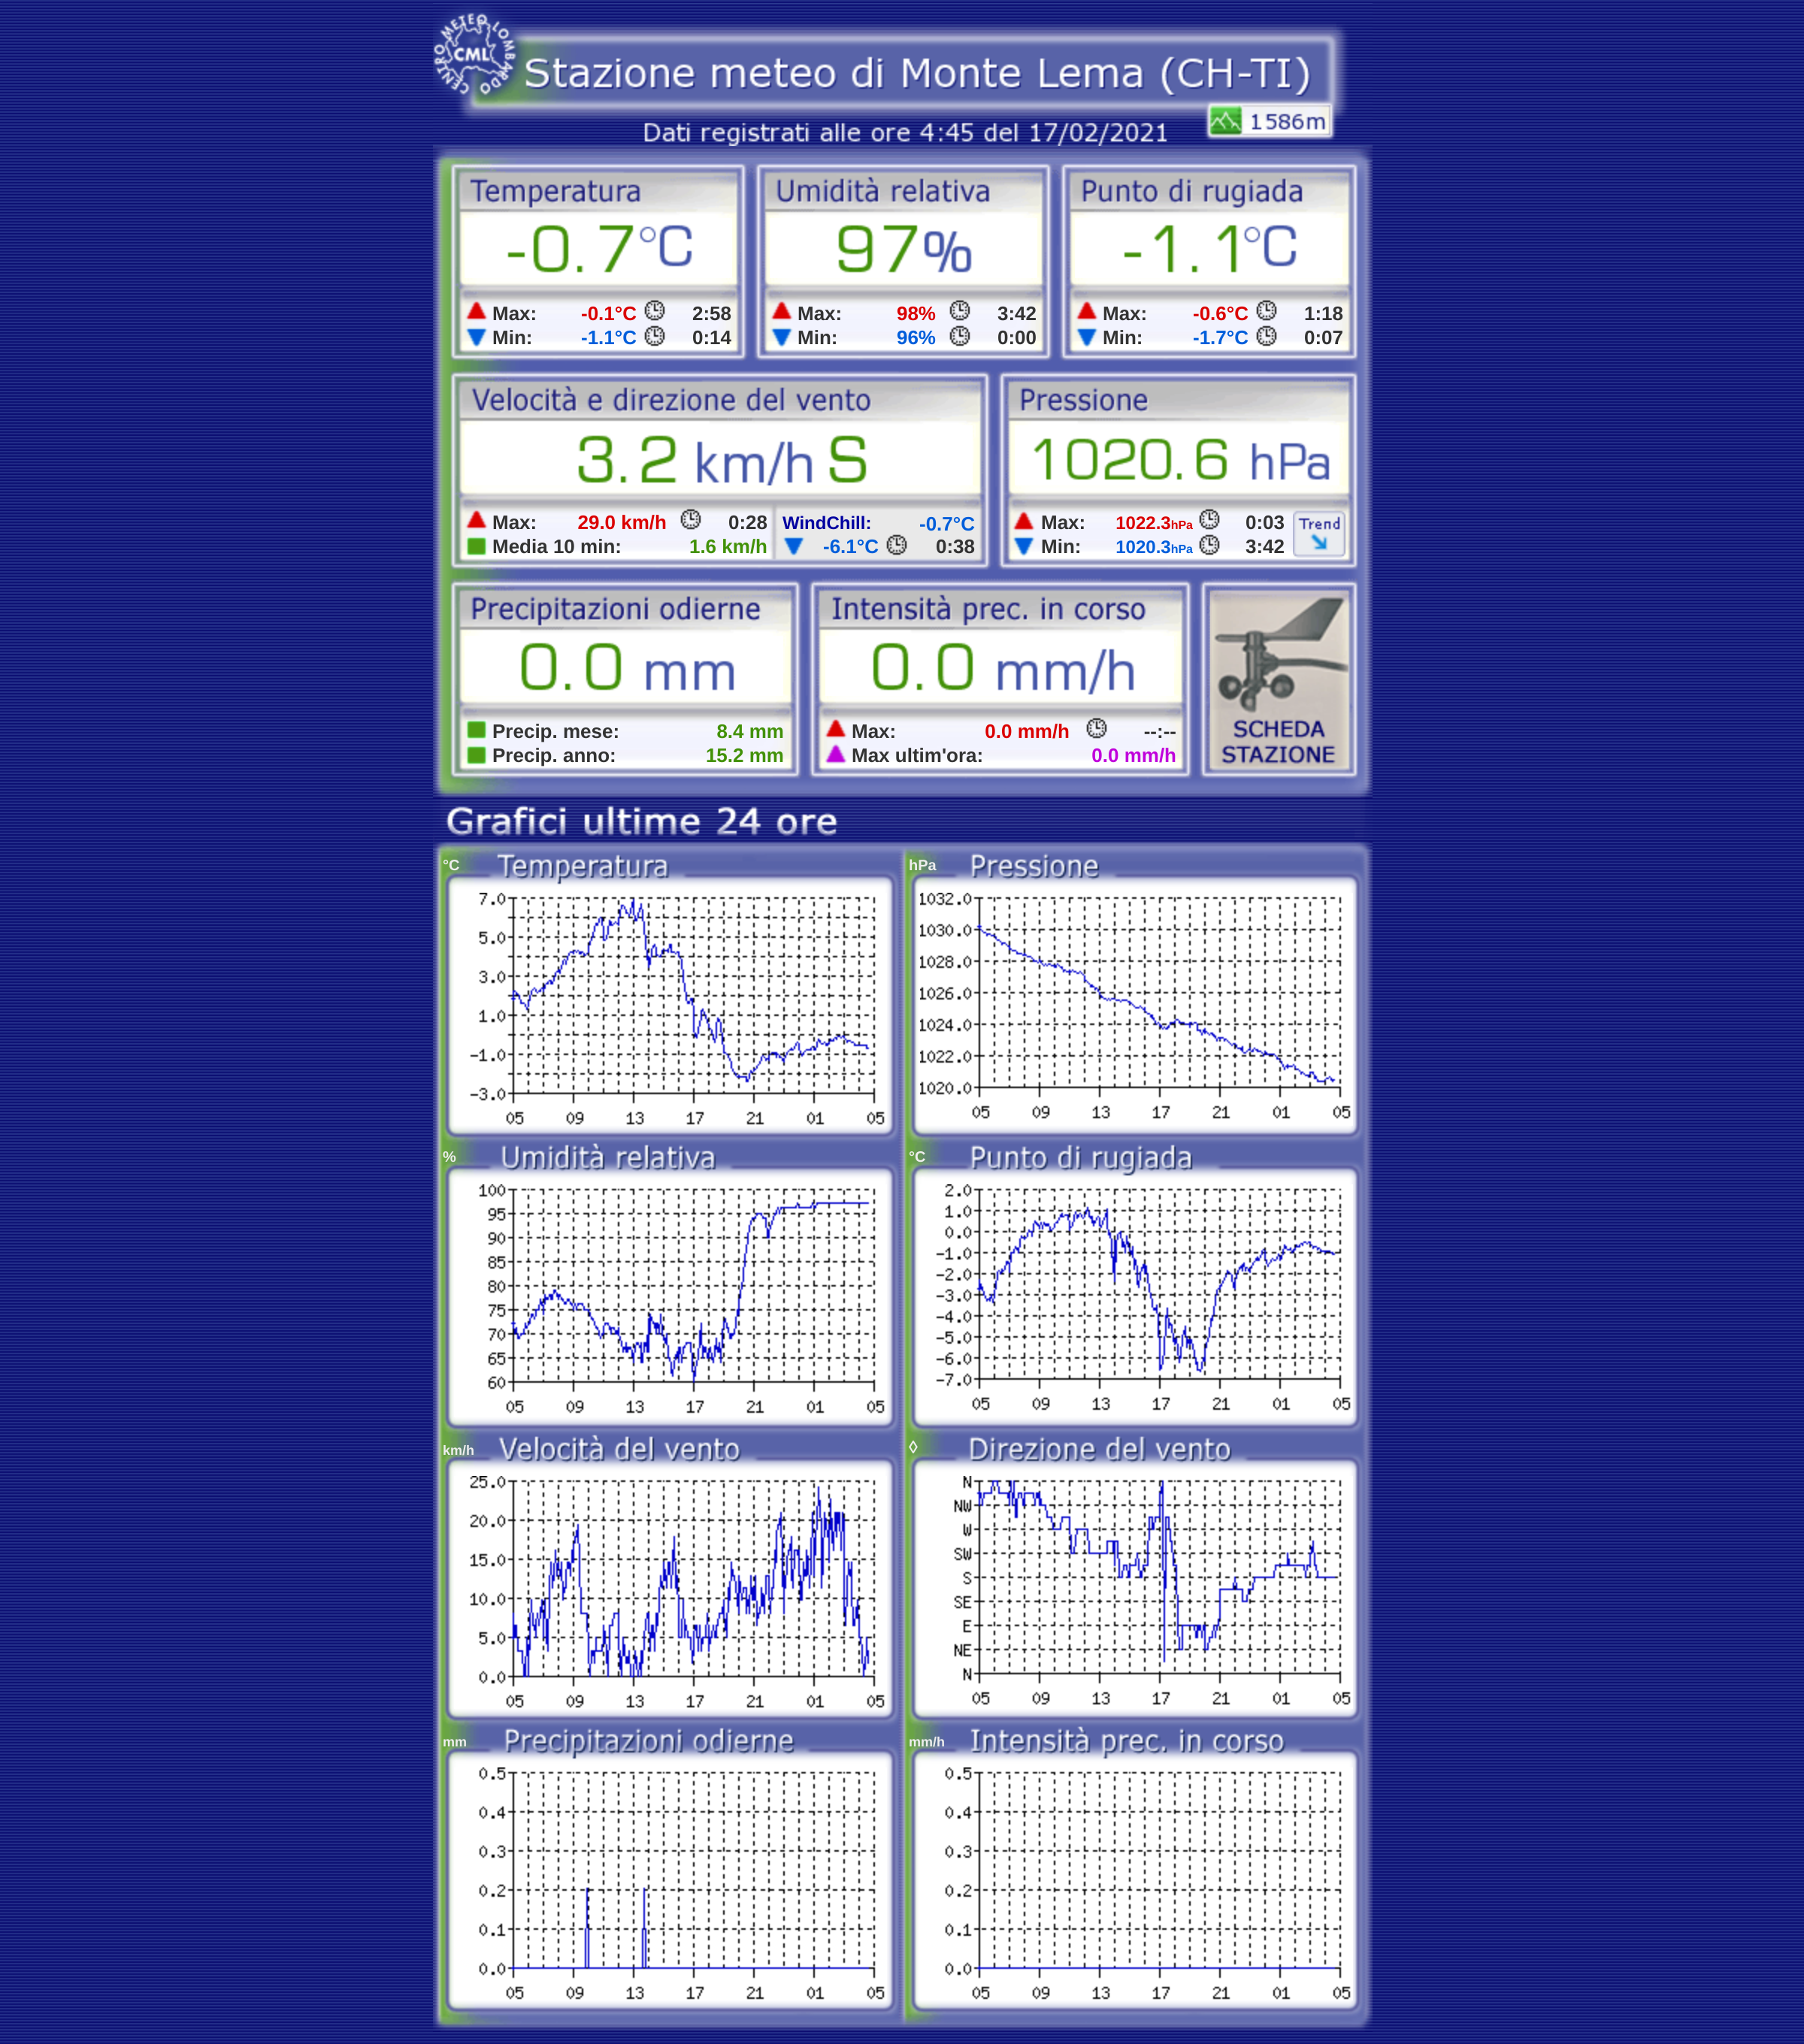 CENTRO METEO LOMBARDO
CML
Stazione meteo di Monte Lema (CH-TI)
1586m
Dati registrati alle ore 4:45 del 17/02/2021
Temperatura
-0.7°C
Max: -0.1°C 2:58
Min: -1.1°C 0:14
Umidità relativa
97%
Max: 98% 3:42
Min: 96% 0:00
Punto di rugiada
-1.1°C
Max: -0.6°C 1:18
Min: -1.7°C 0:07
Velocità e direzione del vento
3.2 km/h S
Max: 29.0 km/h 0:28
Media 10 min: 1.6 km/h
WindChill: -0.7°C
-6.1°C 0:38
Pressione
1020.6 hPa
Max: 1022.3hPa 0:03
Min: 1020.3hPa 3:42
Trend
Precipitazioni odierne
0.0 mm
Precip. mese: 8.4 mm
Precip. anno: 15.2 mm
Intensità prec. in corso
0.0 mm/h
Max: 0.0 mm/h --:--
Max ultim'ora: 0.0 mm/h
SCHEDA
STAZIONE
Grafici ultime 24 ore
°C Temperatura
7.0
5.0
3.0
1.0
-1.0
-3.0
05 09 13 17 21 01 05
hPa Pressione
1032.0
1030.0
1028.0
1026.0
1024.0
1022.0
1020.0
05 09 13 17 21 01 05
% Umidità relativa
100
95
90
85
80
75
70
65
60
05 09 13 17 21 01 05
°C Punto di rugiada
2.0
1.0
0.0
-1.0
-2.0
-3.0
-4.0
-5.0
-6.0
-7.0
05 09 13 17 21 01 05
km/h Velocità del vento
25.0
20.0
15.0
10.0
5.0
0.0
05 09 13 17 21 01 05
◊ Direzione del vento
N
NW
W
SW
S
SE
E
NE
N
05 09 13 17 21 01 05
mm Precipitazioni odierne
0.5
0.4
0.3
0.2
0.1
0.0
05 09 13 17 21 01 05
mm/h Intensità prec. in corso
0.5
0.4
0.3
0.2
0.1
0.0
05 09 13 17 21 01 05